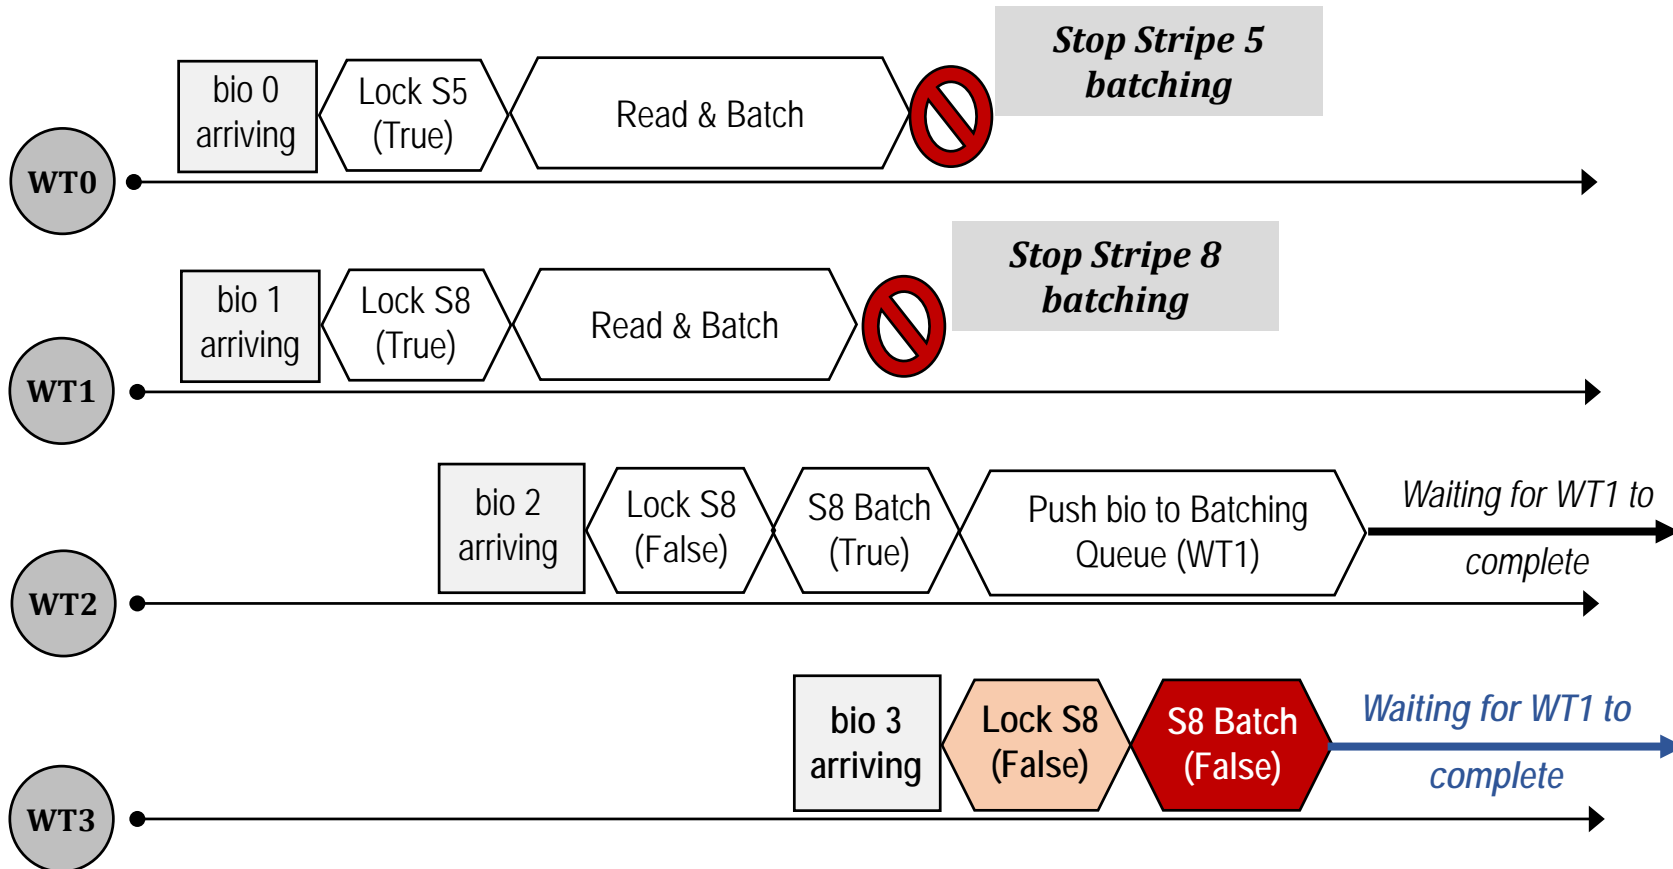 Stop Stripe 5
batching
bio 0
arriving
Lock S5
(True)
Read & Batch
WT0
Stop Stripe 8
batching
bio 1
arriving
Lock S8
(True)
Read & Batch
WT1
bio 2
arriving
Lock S8
(False)
S8 Batch
(True)
Push bio to Batching
Queue (WT1)
Waiting for WT1 to
complete
WT2
bio 3
arriving
Lock S8
(False)
S8 Batch
(False)
Waiting for WT1 to
complete
WT3